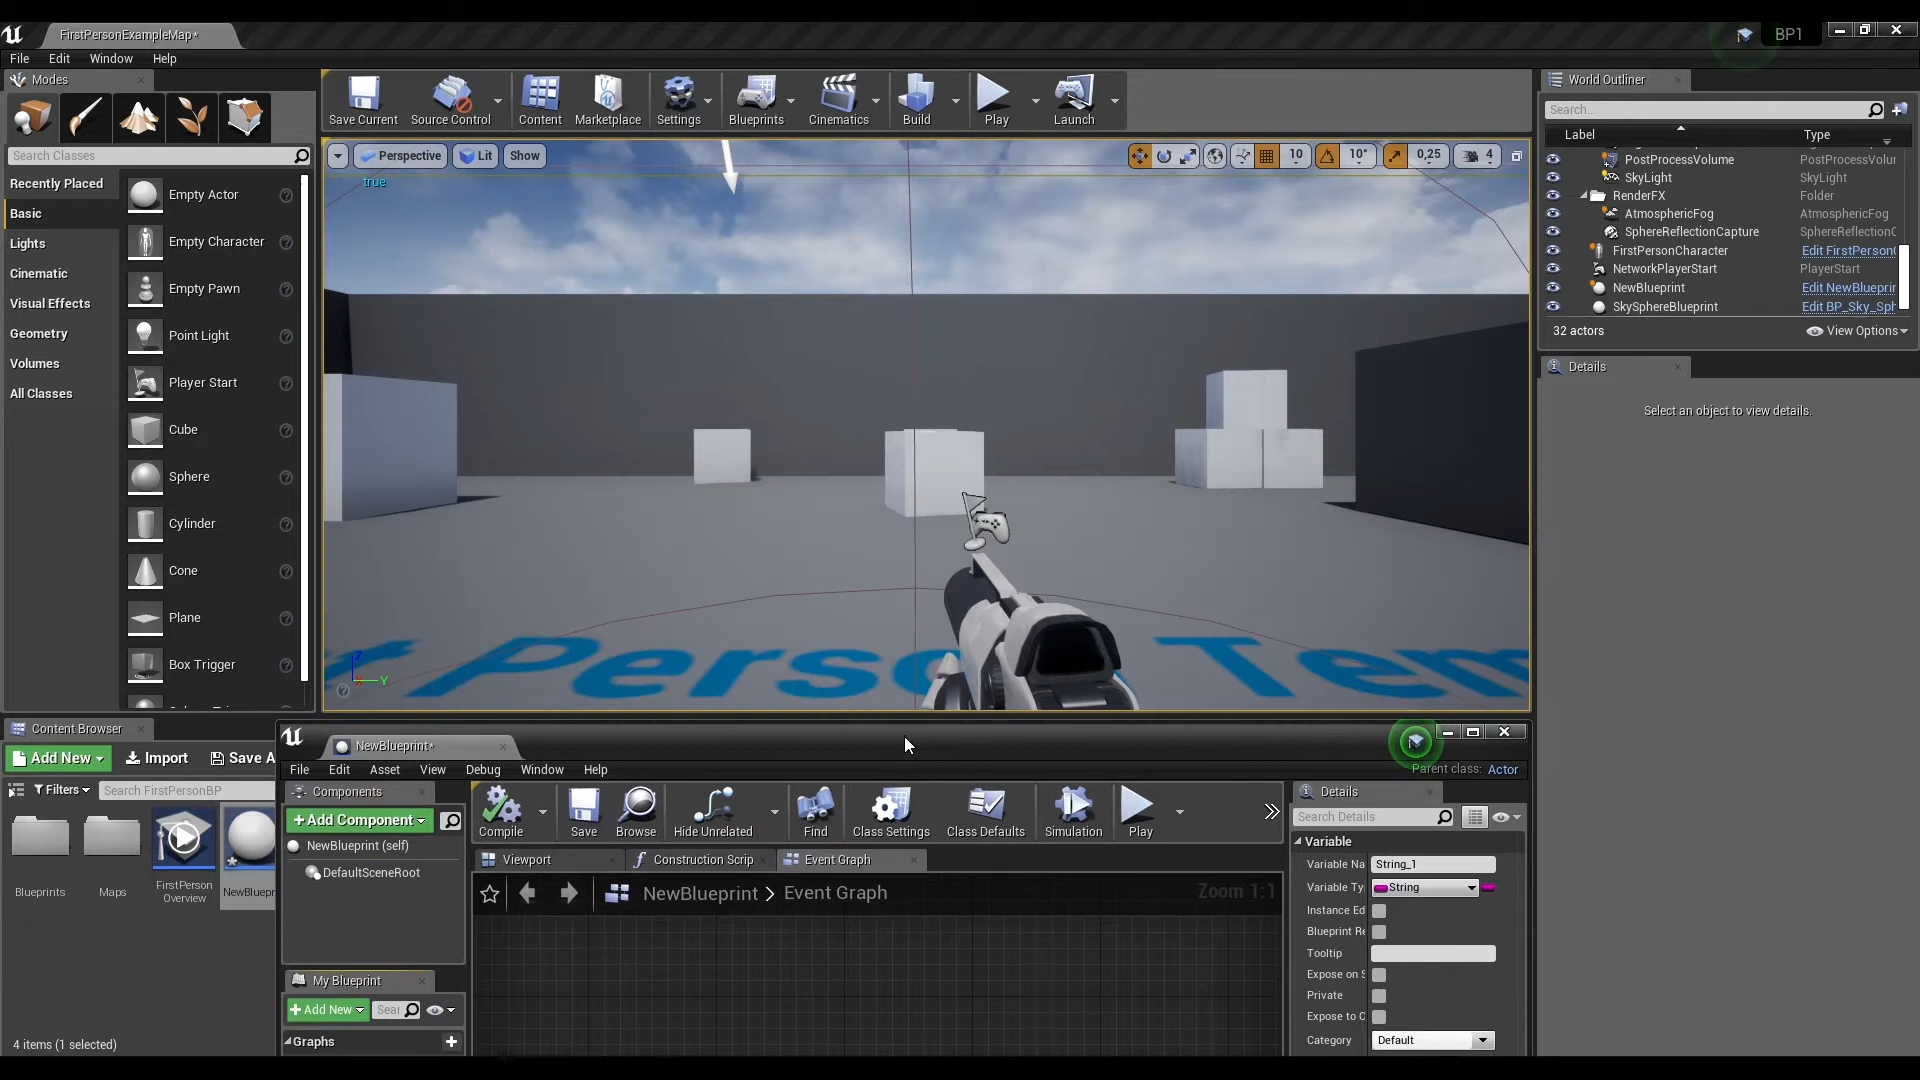 FirstPersonExampleMap*
BP1
File Edit Window Help
Modes
Save Current
Source Control
Content
Marketplace
Settings
Blueprints
Cinematics
Build
Play
Launch
Search Classes
Recently Placed
Basic
Lights
Cinematic
Visual Effects
Geometry
Volumes
All Classes
Empty Actor
Empty Character
Empty Pawn
Point Light
Player Start
Cube
Sphere
Cylinder
Cone
Plane
Box Trigger
Perspective
Lit
Show
10
10°
0,25
4
true
Z
Y
Perso
Tem
World Outliner
Search...
Label Type
PostProcessVolume PostProcessVolur
SkyLight SkyLight
RenderFX Folder
AtmosphericFog AtmosphericFog
SphereReflectionCapture SphereReflectionC
FirstPersonCharacter Edit FirstPersonC
NetworkPlayerStart PlayerStart
NewBlueprint Edit NewBlueprin
SkySphereBlueprint Edit BP_Sky_Sph
32 actors
View Options
Details
Select an object to view details.
Content Browser
Add New
Import
Save A
Filters
Search FirstPersonBP
Blueprints
Maps
FirstPerson
Overview
NewBluepr
4 items (1 selected)
NewBlueprint*
File Edit Asset View Debug Window Help
Parent class: Actor
Components
+Add Component
NewBlueprint (self)
DefaultSceneRoot
My Blueprint
+Add New
Sear
Graphs
Compile
Save
Browse
Hide Unrelated
Find
Class Settings
Class Defaults
Simulation
Play
Viewport
Construction Scrip
Event Graph
NewBlueprint > Event Graph
Zoom 1:1
Details
Search Details
Variable
Variable Na String_1
Variable Ty String
Instance Ed
Blueprint Re
Tooltip
Expose on S
Private
Expose to C
Category Default